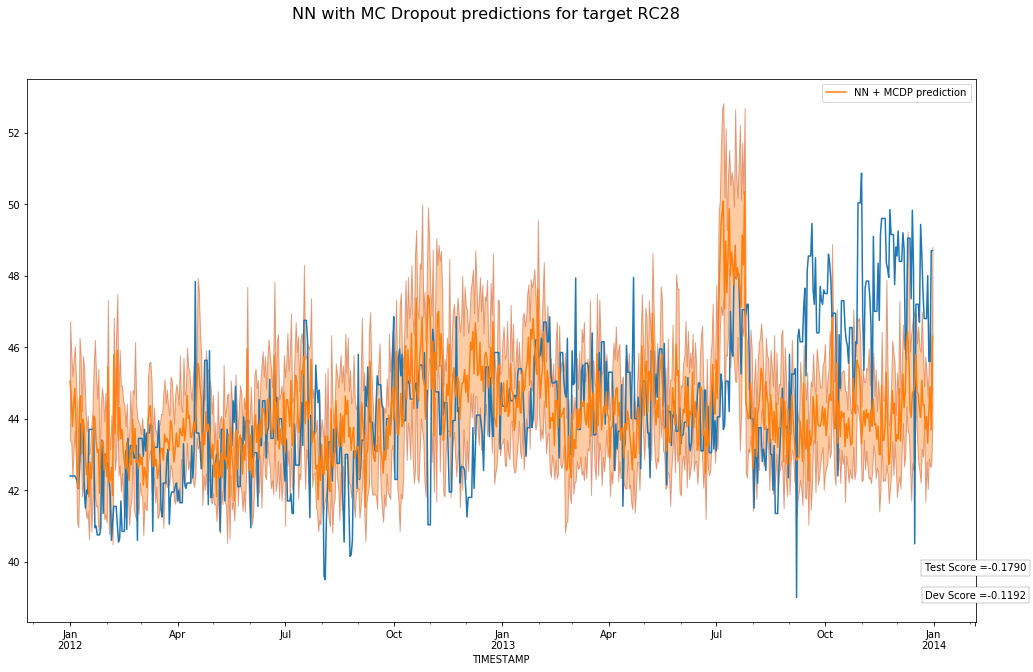 NN with MC Dropout predictions for target RC28
NN + MCDP prediction
52
50
48
46
44
42
40
Test Score =-0.1790
Dev Score =-0.1192
Jan Apr Jul Oct Jan Apr Jul Oct Jan
2012 2013 2014
TIMESTAMP